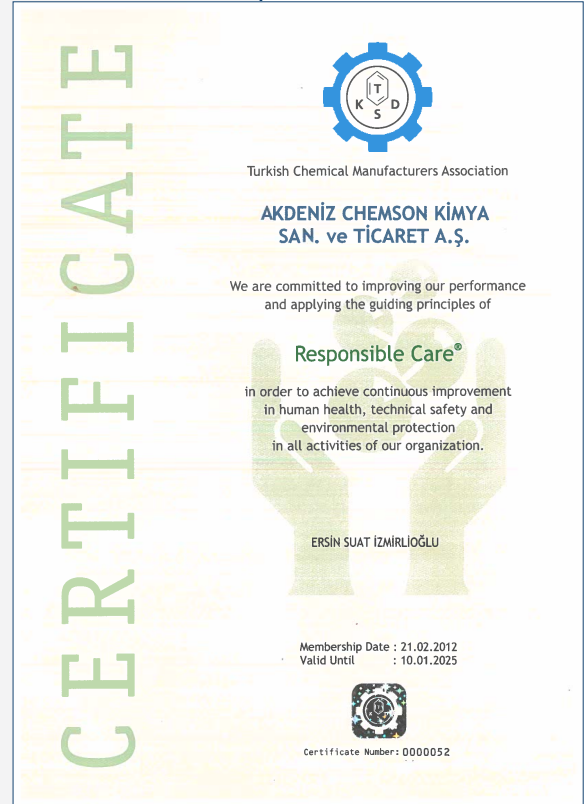 CERTIFICATE
T
K D
S
Turkish Chemical Manufacturers Association
AKDENİZ CHEMSON KİMYA
SAN. ve TİCARET A.Ş.
We are committed to improving our performance
and applying the guiding principles of
Responsible Care®
in order to achieve continuous improvement
in human health, technical safety and
environmental protection
in all activities of our organization.
ERSİN SUAT İZMİRLİOĞLU
Membership Date : 21.02.2012
Valid Until : 10.01.2025
Certificate Number: 0000052